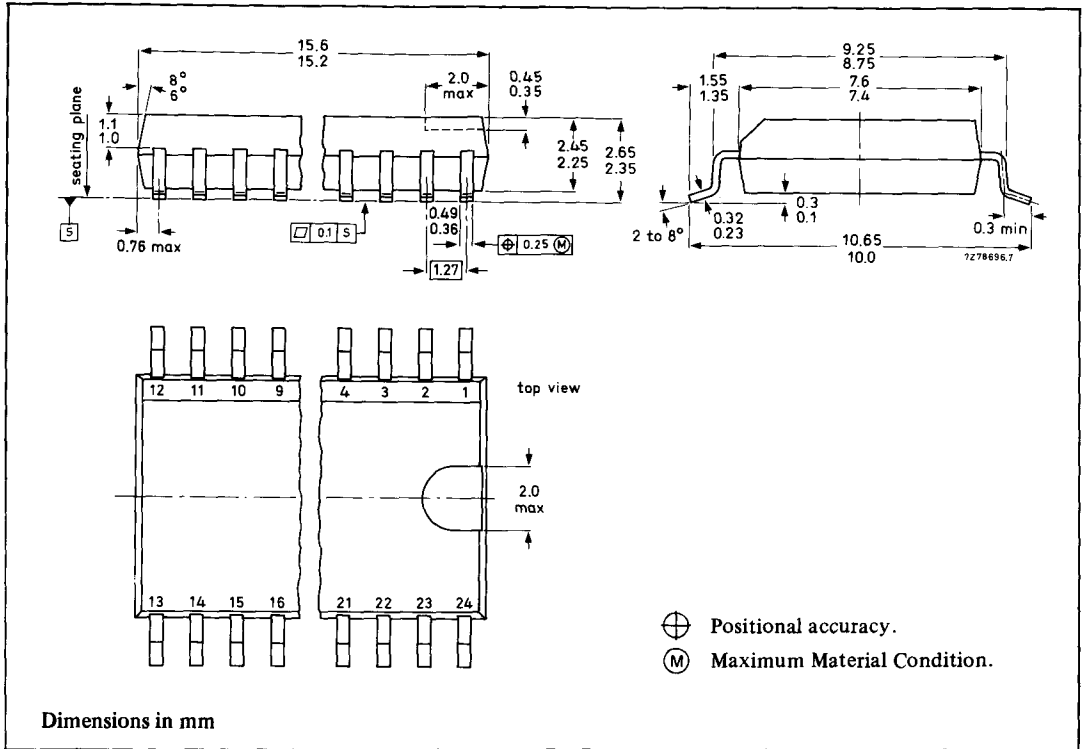 15.6
15.2
8°
6°
2.0
max
0.45
0.35
seating plane
1.1
1.0
2.45
2.25
2.65
2.35
S
0.76 max
0.1 S
0.49
0.36
0.25 M
1.27
9.25
8.75
1.55
1.35
7.6
7.4
0.3
0.1
0.32
0.23
2 to 8°
0.3 min
10.65
10.0
7Z78696.7
12 11 10 9 4 3 2 1
top view
2.0
max
13 14 15 16 21 22 23 24
Positional accuracy.
M Maximum Material Condition.
Dimensions in mm